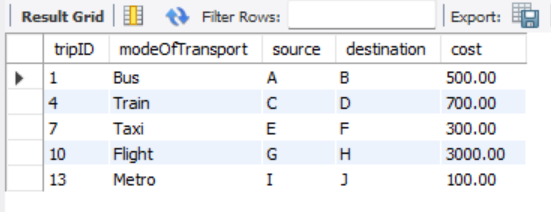 Result Grid Filter Rows: Export:
tripID modeOfTransport source destination cost
1 Bus A B 500.00
4 Train C D 700.00
7 Taxi E F 300.00
10 Flight G H 3000.00
13 Metro I J 100.00